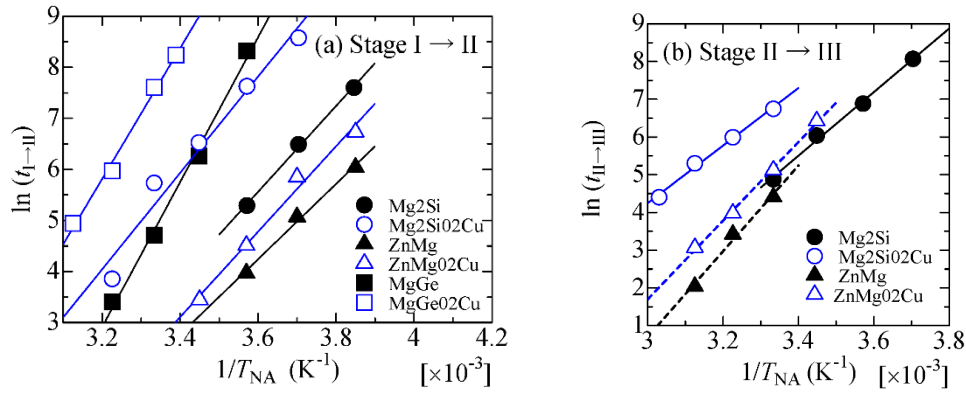 (a) Stage I → II
ln (t_I→II)
9
8
7
6
5
4
3
3.2
3.4
3.6
3.8
4
4.2
Mg2Si
Mg2Si02Cu
ZnMg
ZnMg02Cu
MgGe
MgGe02Cu
1/T_NA (K⁻¹)
[×10⁻³]
(b) Stage II → III
ln (t_II→III)
9
8
7
6
5
4
3
2
1
3
3.2
3.4
3.6
3.8
Mg2Si
Mg2Si02Cu
ZnMg
ZnMg02Cu
1/T_NA (K⁻¹)
[×10⁻³]